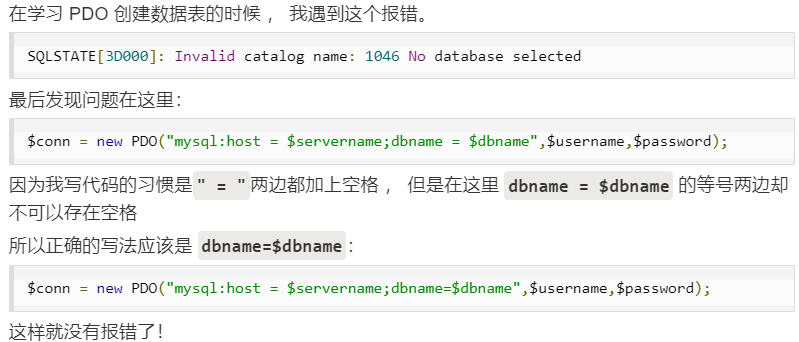 在学习 PDO 创建数据表的时候 ， 我遇到这个报错。
SQLSTATE[3D000]: Invalid catalog name: 1046 No database selected
最后发现问题在这里：
$conn = new PDO("mysql:host = $servername;dbname = $dbname",$username,$password);
因为我写代码的习惯是 " = " 两边都加上空格 ， 但是在这里 dbname = $dbname 的等号两边却
不可以存在空格
所以正确的写法应该是 dbname=$dbname ：
$conn = new PDO("mysql:host = $servername;dbname=$dbname",$username,$password);
这样就没有报错了！